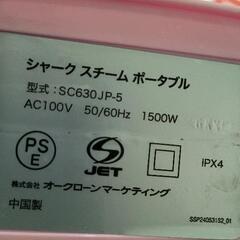 シャーク スチーム ポータブル
型式：SC630JP-5
AC100V 50/60Hz 1500W
PS
E
JET
IPX4
株式会社 オークローンマーケティング
中国製
SSP24053152_01